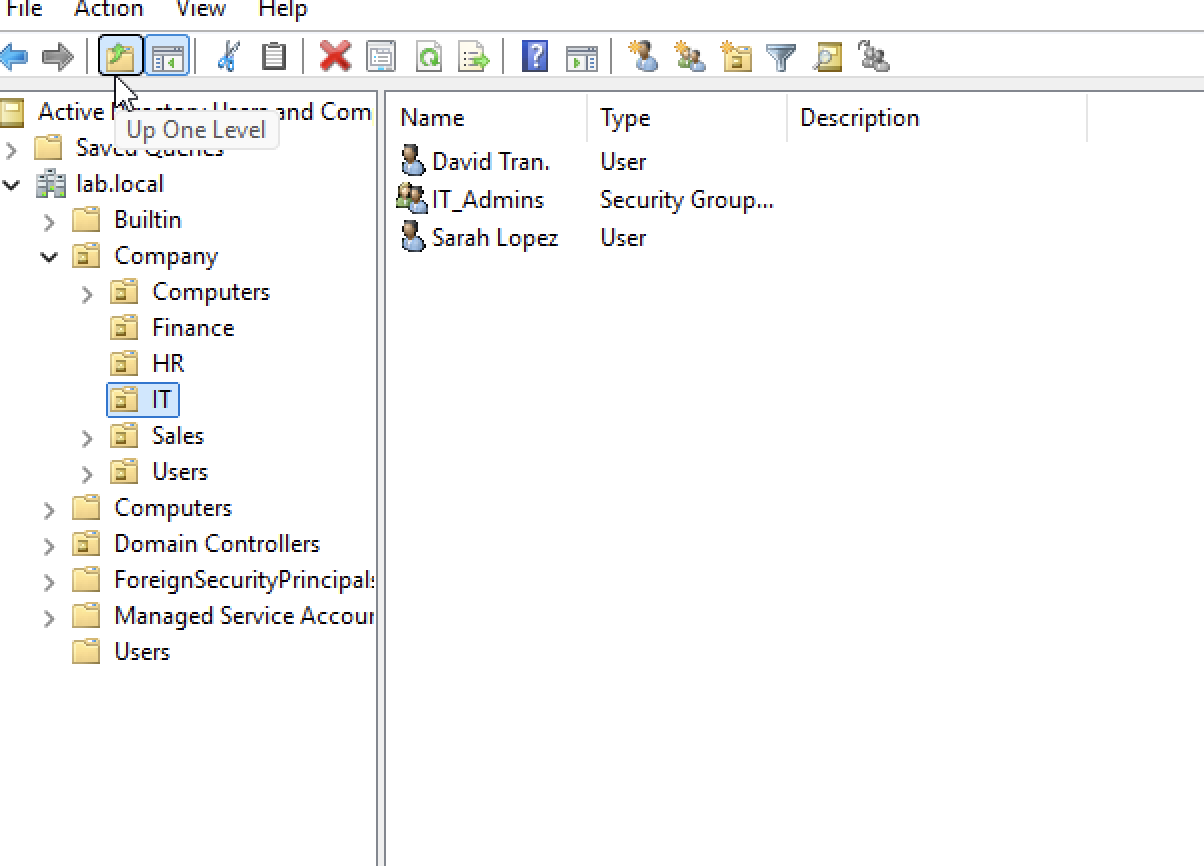 File Action View Help
Active Directory Users and Com
Up One Level
Saved Queries
lab.local
Builtin
Company
Computers
Finance
HR
IT
Sales
Users
Computers
Domain Controllers
ForeignSecurityPrincipals
Managed Service Accour
Users
Name Type Description
David Tran. User
IT_Admins Security Group...
Sarah Lopez User